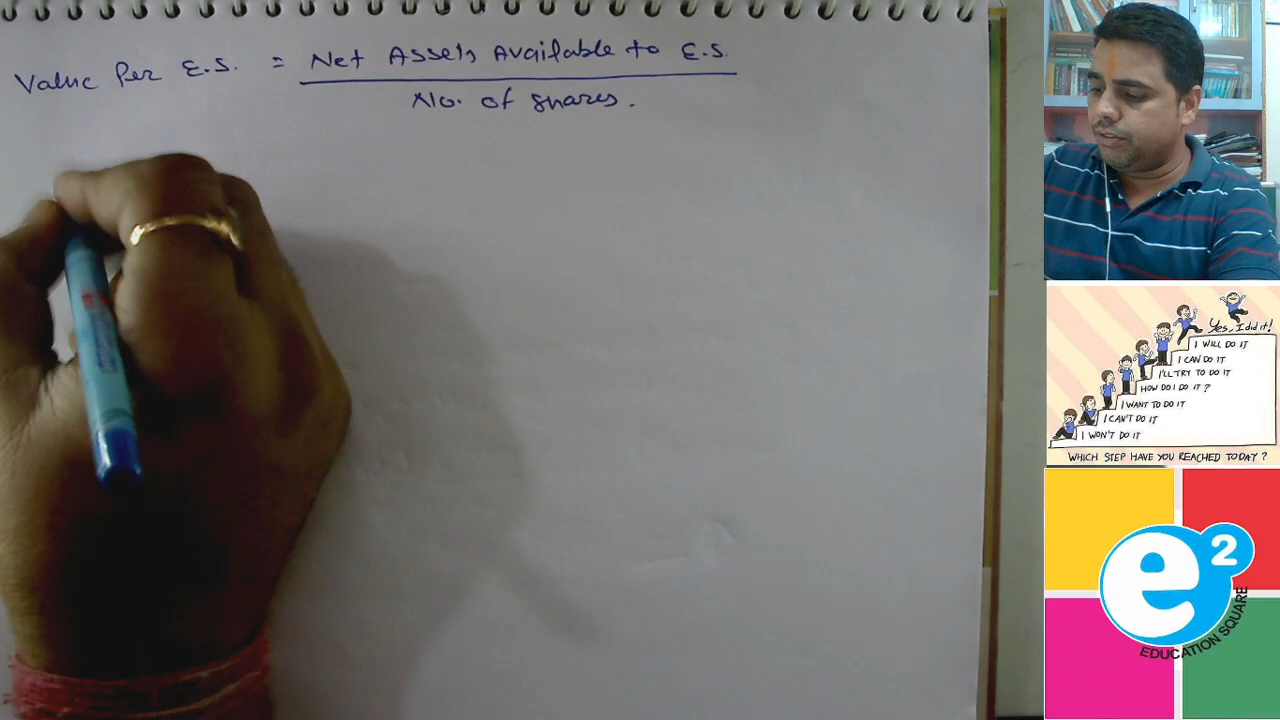 Value Per E.S. = Net Assets Available to E.S.
No. of shares.
Yes, I did it!
I WILL DO IT
I CAN DO IT
I'LL TRY TO DO IT
HOW DO I DO IT?
I WANT TO DO IT
I CAN'T DO IT
I WON'T DO IT
WHICH STEP HAVE YOU REACHED TODAY?
e2
EDUCATION SQUARE